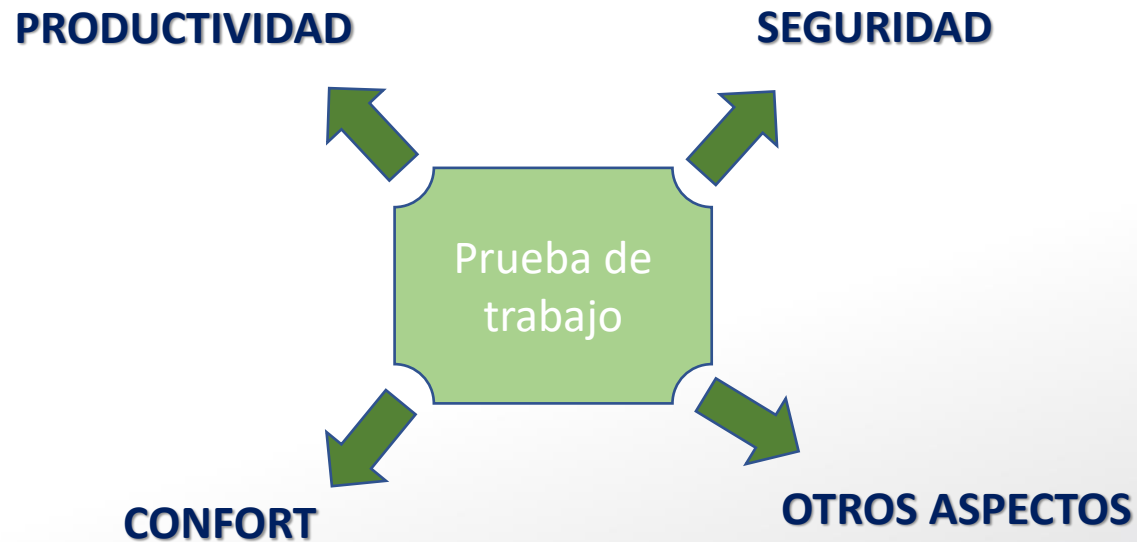 PRODUCTIVIDAD
SEGURIDAD
Prueba de
trabajo
CONFORT
OTROS ASPECTOS